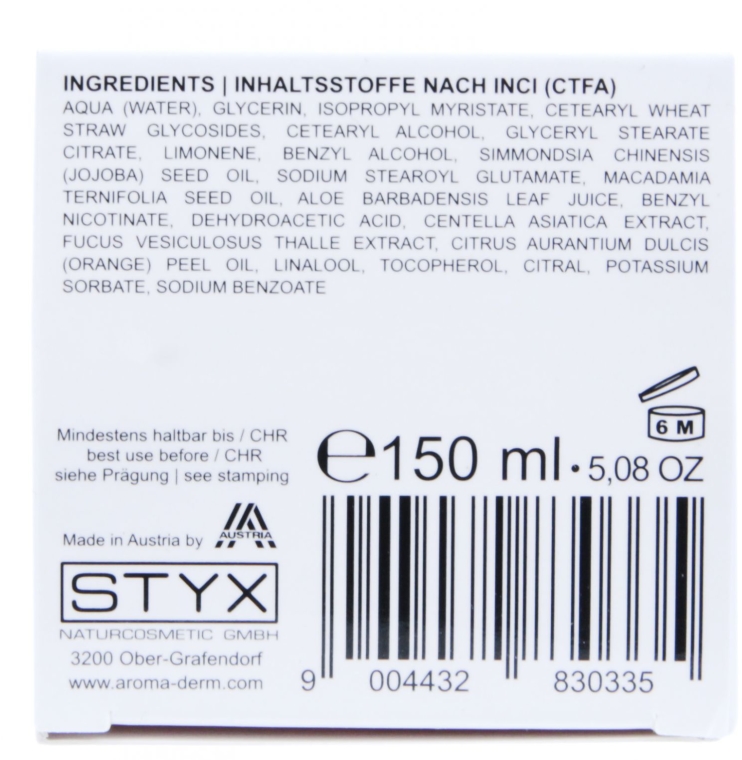 INGREDIENTS | INHALTSSTOFFE NACH INCI (CTFA)
AQUA (WATER), GLYCERIN, ISOPROPYL MYRISTATE, CETEARYL WHEAT
STRAW GLYCOSIDES, CETEARYL ALCOHOL, GLYCERYL STEARATE
CITRATE, LIMONENE, BENZYL ALCOHOL, SIMMONDSIA CHINENSIS
(JOJOBA) SEED OIL, SODIUM STEAROYL GLUTAMATE, MACADAMIA
TERNIFOLIA SEED OIL, ALOE BARBADENSIS LEAF JUICE, BENZYL
NICOTINATE, DEHYDROACETIC ACID, CENTELLA ASIATICA EXTRACT,
FUCUS VESICULOSUS THALLE EXTRACT, CITRUS AURANTIUM DULCIS
(ORANGE) PEEL OIL, LINALOOL, TOCOPHEROL, CITRAL, POTASSIUM
SORBATE, SODIUM BENZOATE
6 M
Mindestens haltbar bis / CHR
best use before / CHR
siehe Prägung | see stamping
℮150 ml • 5,08 OZ
Made in Austria by
AUSTRIA
STYX
NATURCOSMETIC GMBH
3200 Ober-Grafendorf
www.aroma-derm.com
9 004432 830335